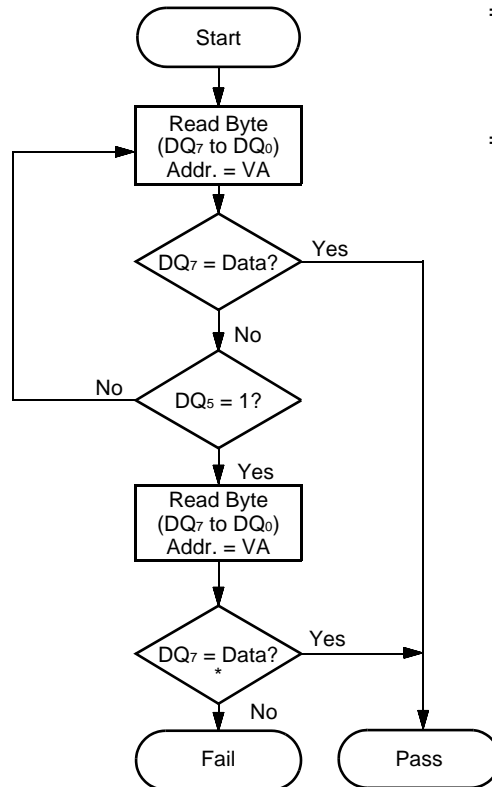 Start
Read Byte
(DQ7 to DQ0)
Addr. = VA
DQ7 = Data?
Yes
No
No
DQ5 = 1?
Yes
Read Byte
(DQ7 to DQ0)
Addr. = VA
DQ7 = Data?
*
Yes
No
Fail
Pass